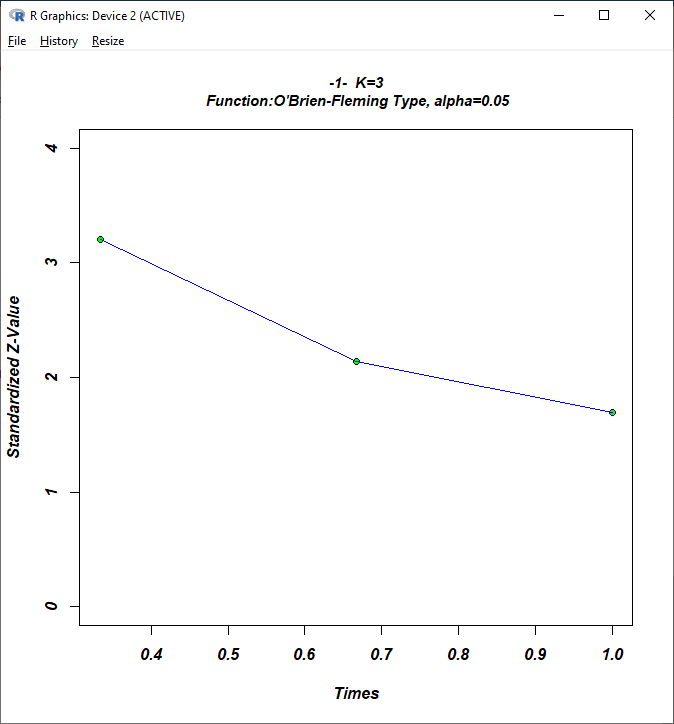 R Graphics: Device 2 (ACTIVE)
File History Resize
-1- K=3
Function:O'Brien-Fleming Type, alpha=0.05
4
3
2
1
0
Standardized Z-Value
0.4 0.5 0.6 0.7 0.8 0.9 1.0
Times